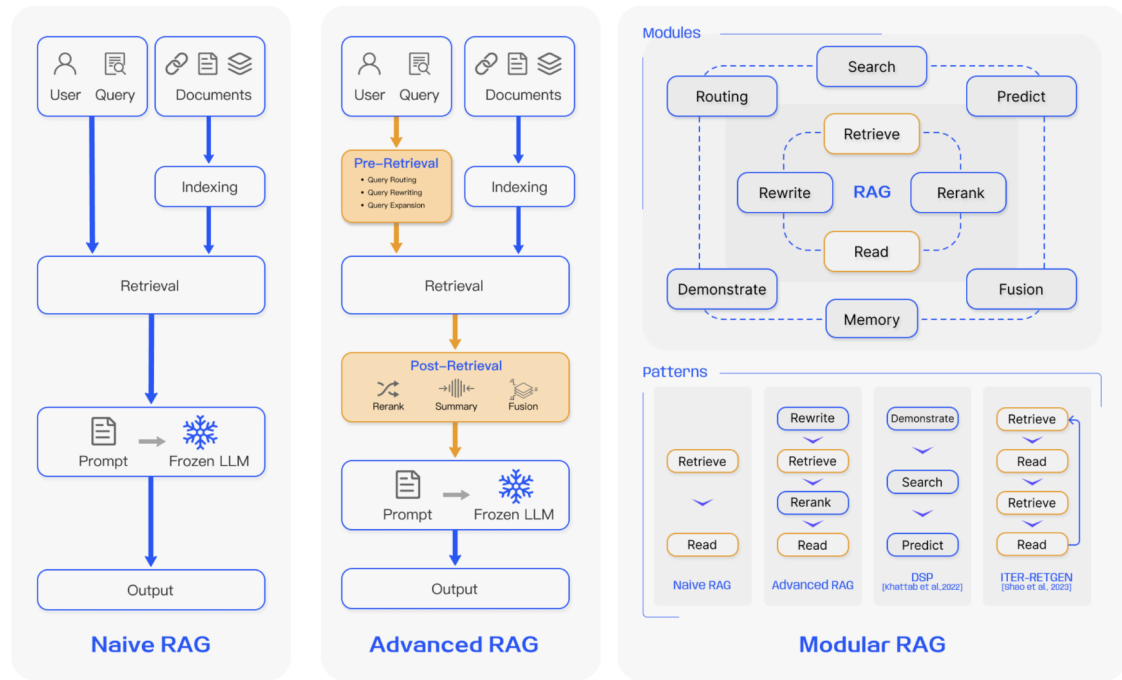 User Query
Documents
Indexing
Retrieval
Prompt
Frozen LLM
Output
Naive RAG
User Query
Documents
Pre-Retrieval
• Query Routing
• Query Rewriting
• Query Expansion
Indexing
Retrieval
Post-Retrieval
Rerank
Summary
Fusion
Prompt
Frozen LLM
Output
Advanced RAG
Modules
Search
Routing
Predict
Retrieve
Rewrite
RAG
Rerank
Read
Demonstrate
Fusion
Memory
Patterns
Retrieve
Read
Naive RAG
Rewrite
Retrieve
Rerank
Read
Advanced RAG
Demonstrate
Search
Predict
DSP
[Khattab et al,2022]
Retrieve
Read
Retrieve
Read
ITER-RETGEN
[Shao et al, 2023]
Modular RAG